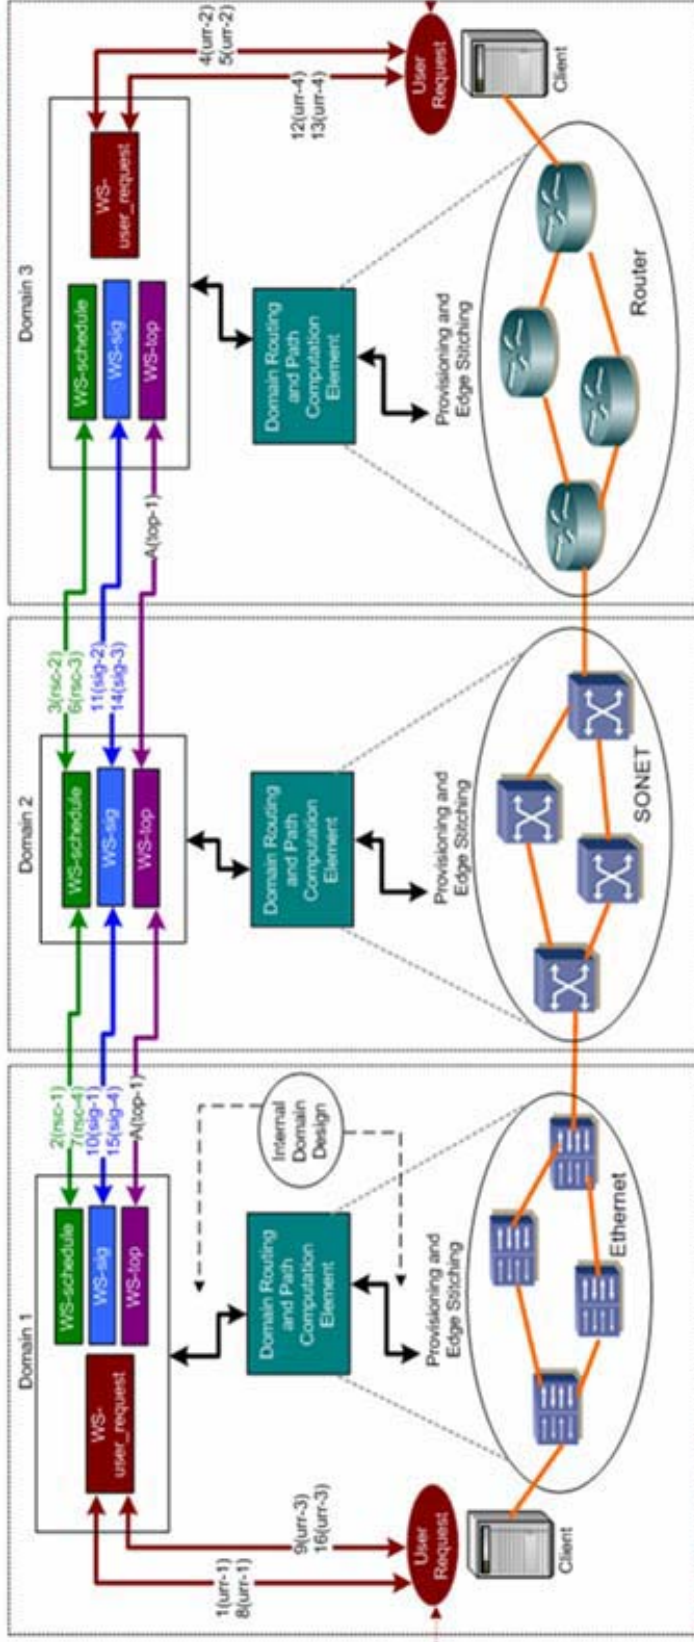 Domain 1
WS-
user_request
WS-schedule
WS-sig
WS-top
1(urr-1)
8(urr-1)
9(urr-3)
16(urr-3)
User
Request
Client
Domain Routing
and Path
Computation
Element
Internal
Domain
Design
Provisioning and
Edge Stitching
Ethernet
2(rsc-1)
7(rsc-4)
10(sig-1)
15(sig-4)
A(top-1)
Domain 2
WS-schedule
WS-sig
WS-top
Domain Routing
and Path
Computation
Element
Provisioning and
Edge Stitching
SONET
3(rsc-2)
6(rsc-3)
11(sig-2)
14(sig-3)
A(top-1)
Domain 3
WS-schedule
WS-sig
WS-top
WS-
user_request
Domain Routing
and Path
Computation
Element
Provisioning and
Edge Stitching
Router
4(urr-2)
5(urr-2)
12(urr-4)
13(urr-4)
User
Request
Client